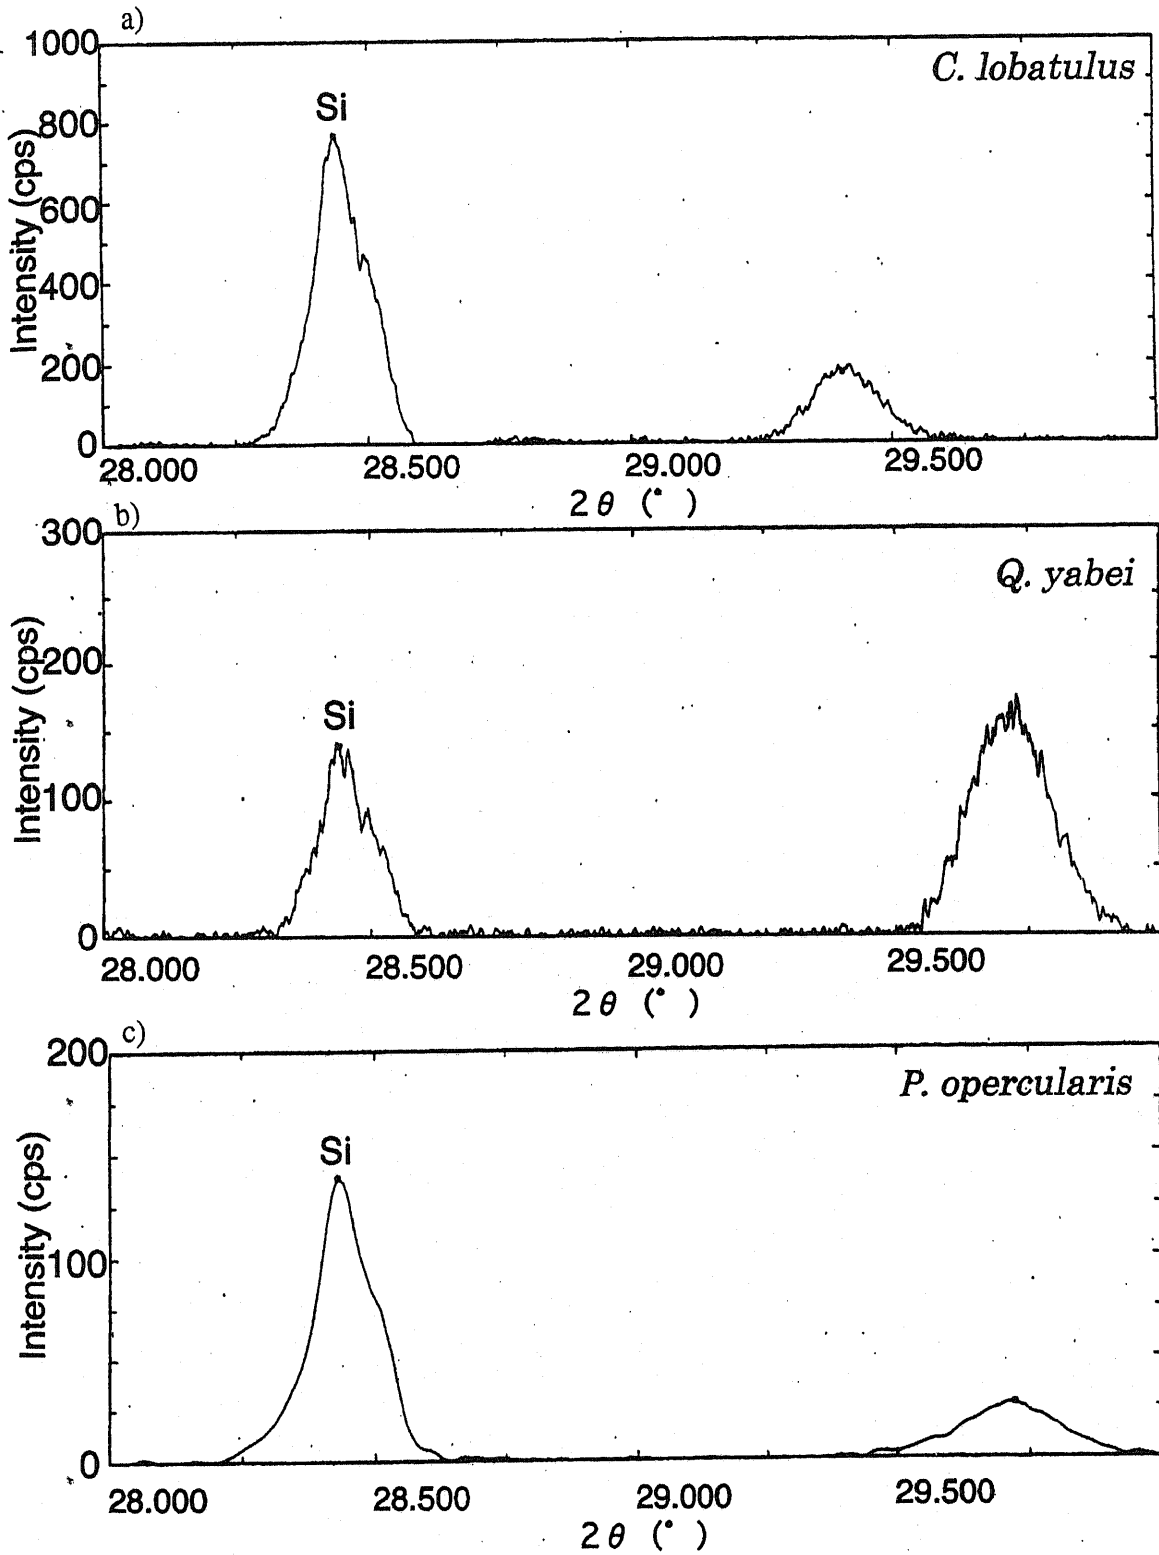 a)
1000
800
600
400
200
0
Intensity (cps)
C. lobatulus
Si
28.000 28.500 29.000 29.500
2θ (°)
b)
300
200
100
0
Intensity (cps)
Q. yabei
Si
28.000 28.500 29.000 29.500
2θ (°)
c)
200
100
0
Intensity (cps)
P. opercularis
Si
28.000 28.500 29.000 29.500
2θ (°)